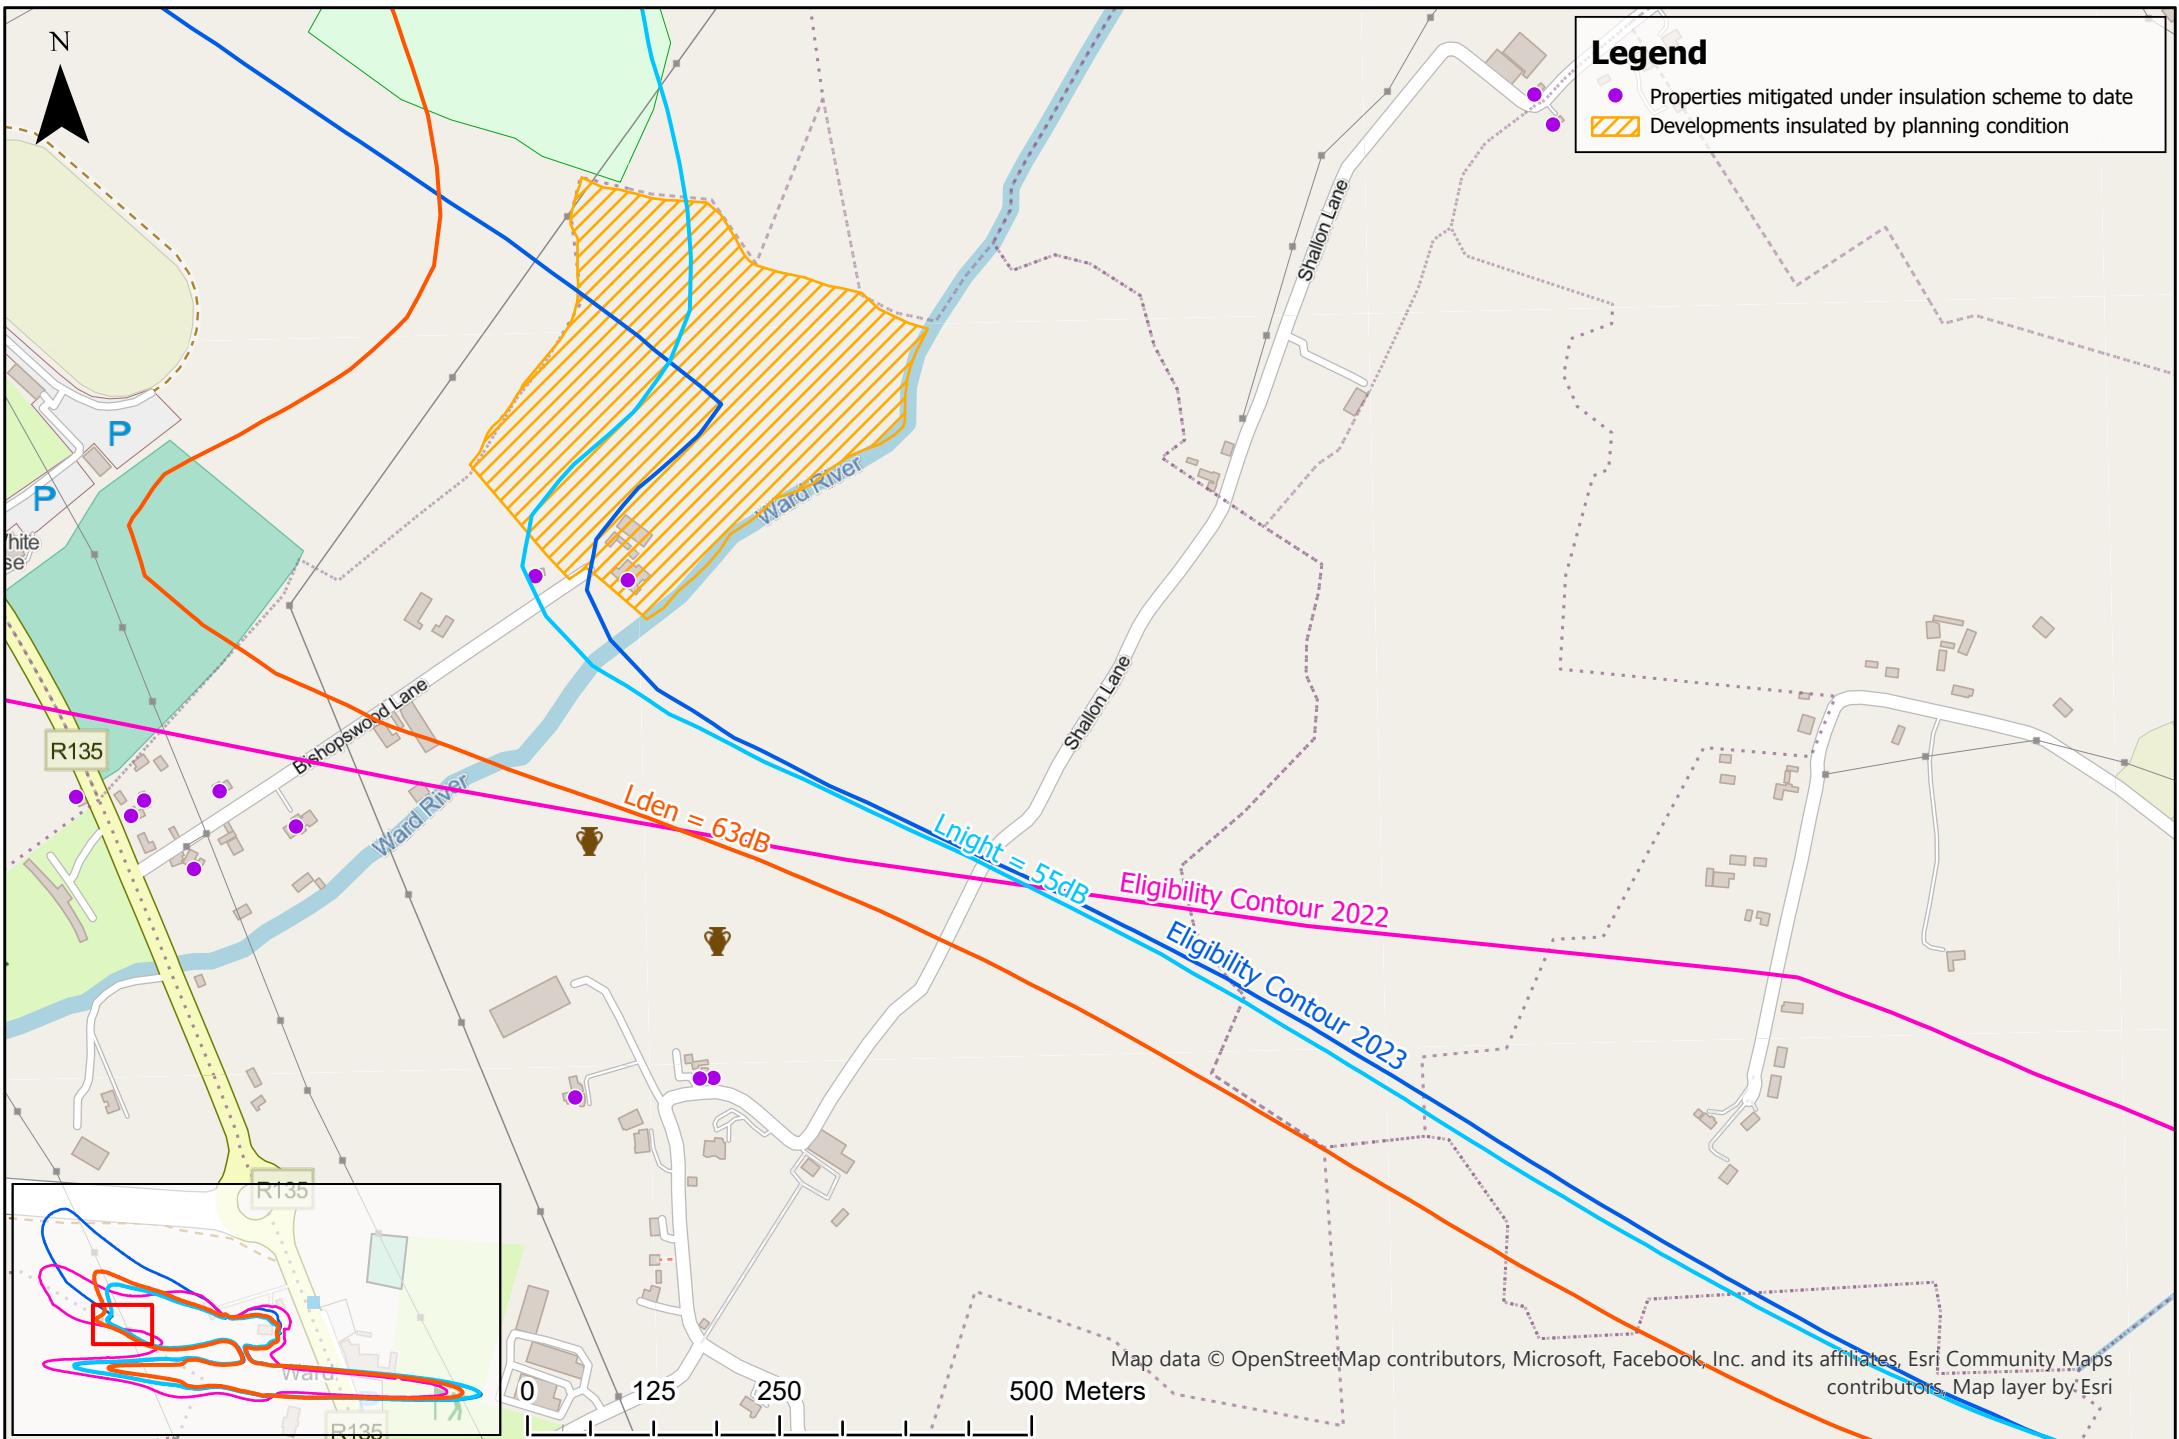 N
Legend
Properties mitigated under insulation scheme to date
Developments insulated by planning condition
Shallon Lane
P
P
hite
se
Ward River
R135
Bishopswood Lane
Shallon Lane
Ward River
Lden = 63dB
Lnight = 55dB
Eligibility Contour 2022
Eligibility Contour 2023
R135
Ward
R135
0 125 250 500 Meters
Map data © OpenStreetMap contributors, Microsoft, Facebook, Inc. and its affiliates, Esri Community Maps
contributors, Map layer by Esri